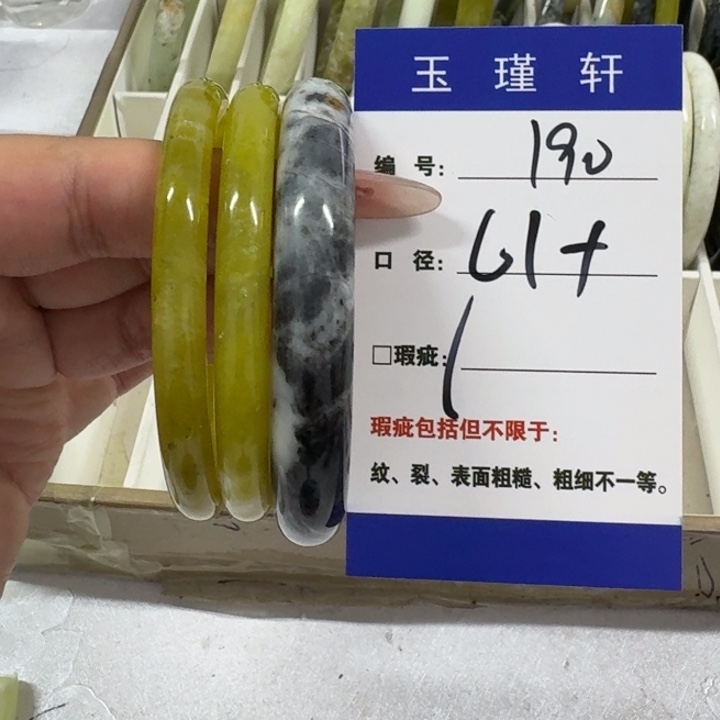 玉瑾轩
编号: 190
口径: 61+
□瑕疵:
瑕疵包括但不限于:
纹、裂、表面粗糙、粗细不一等。